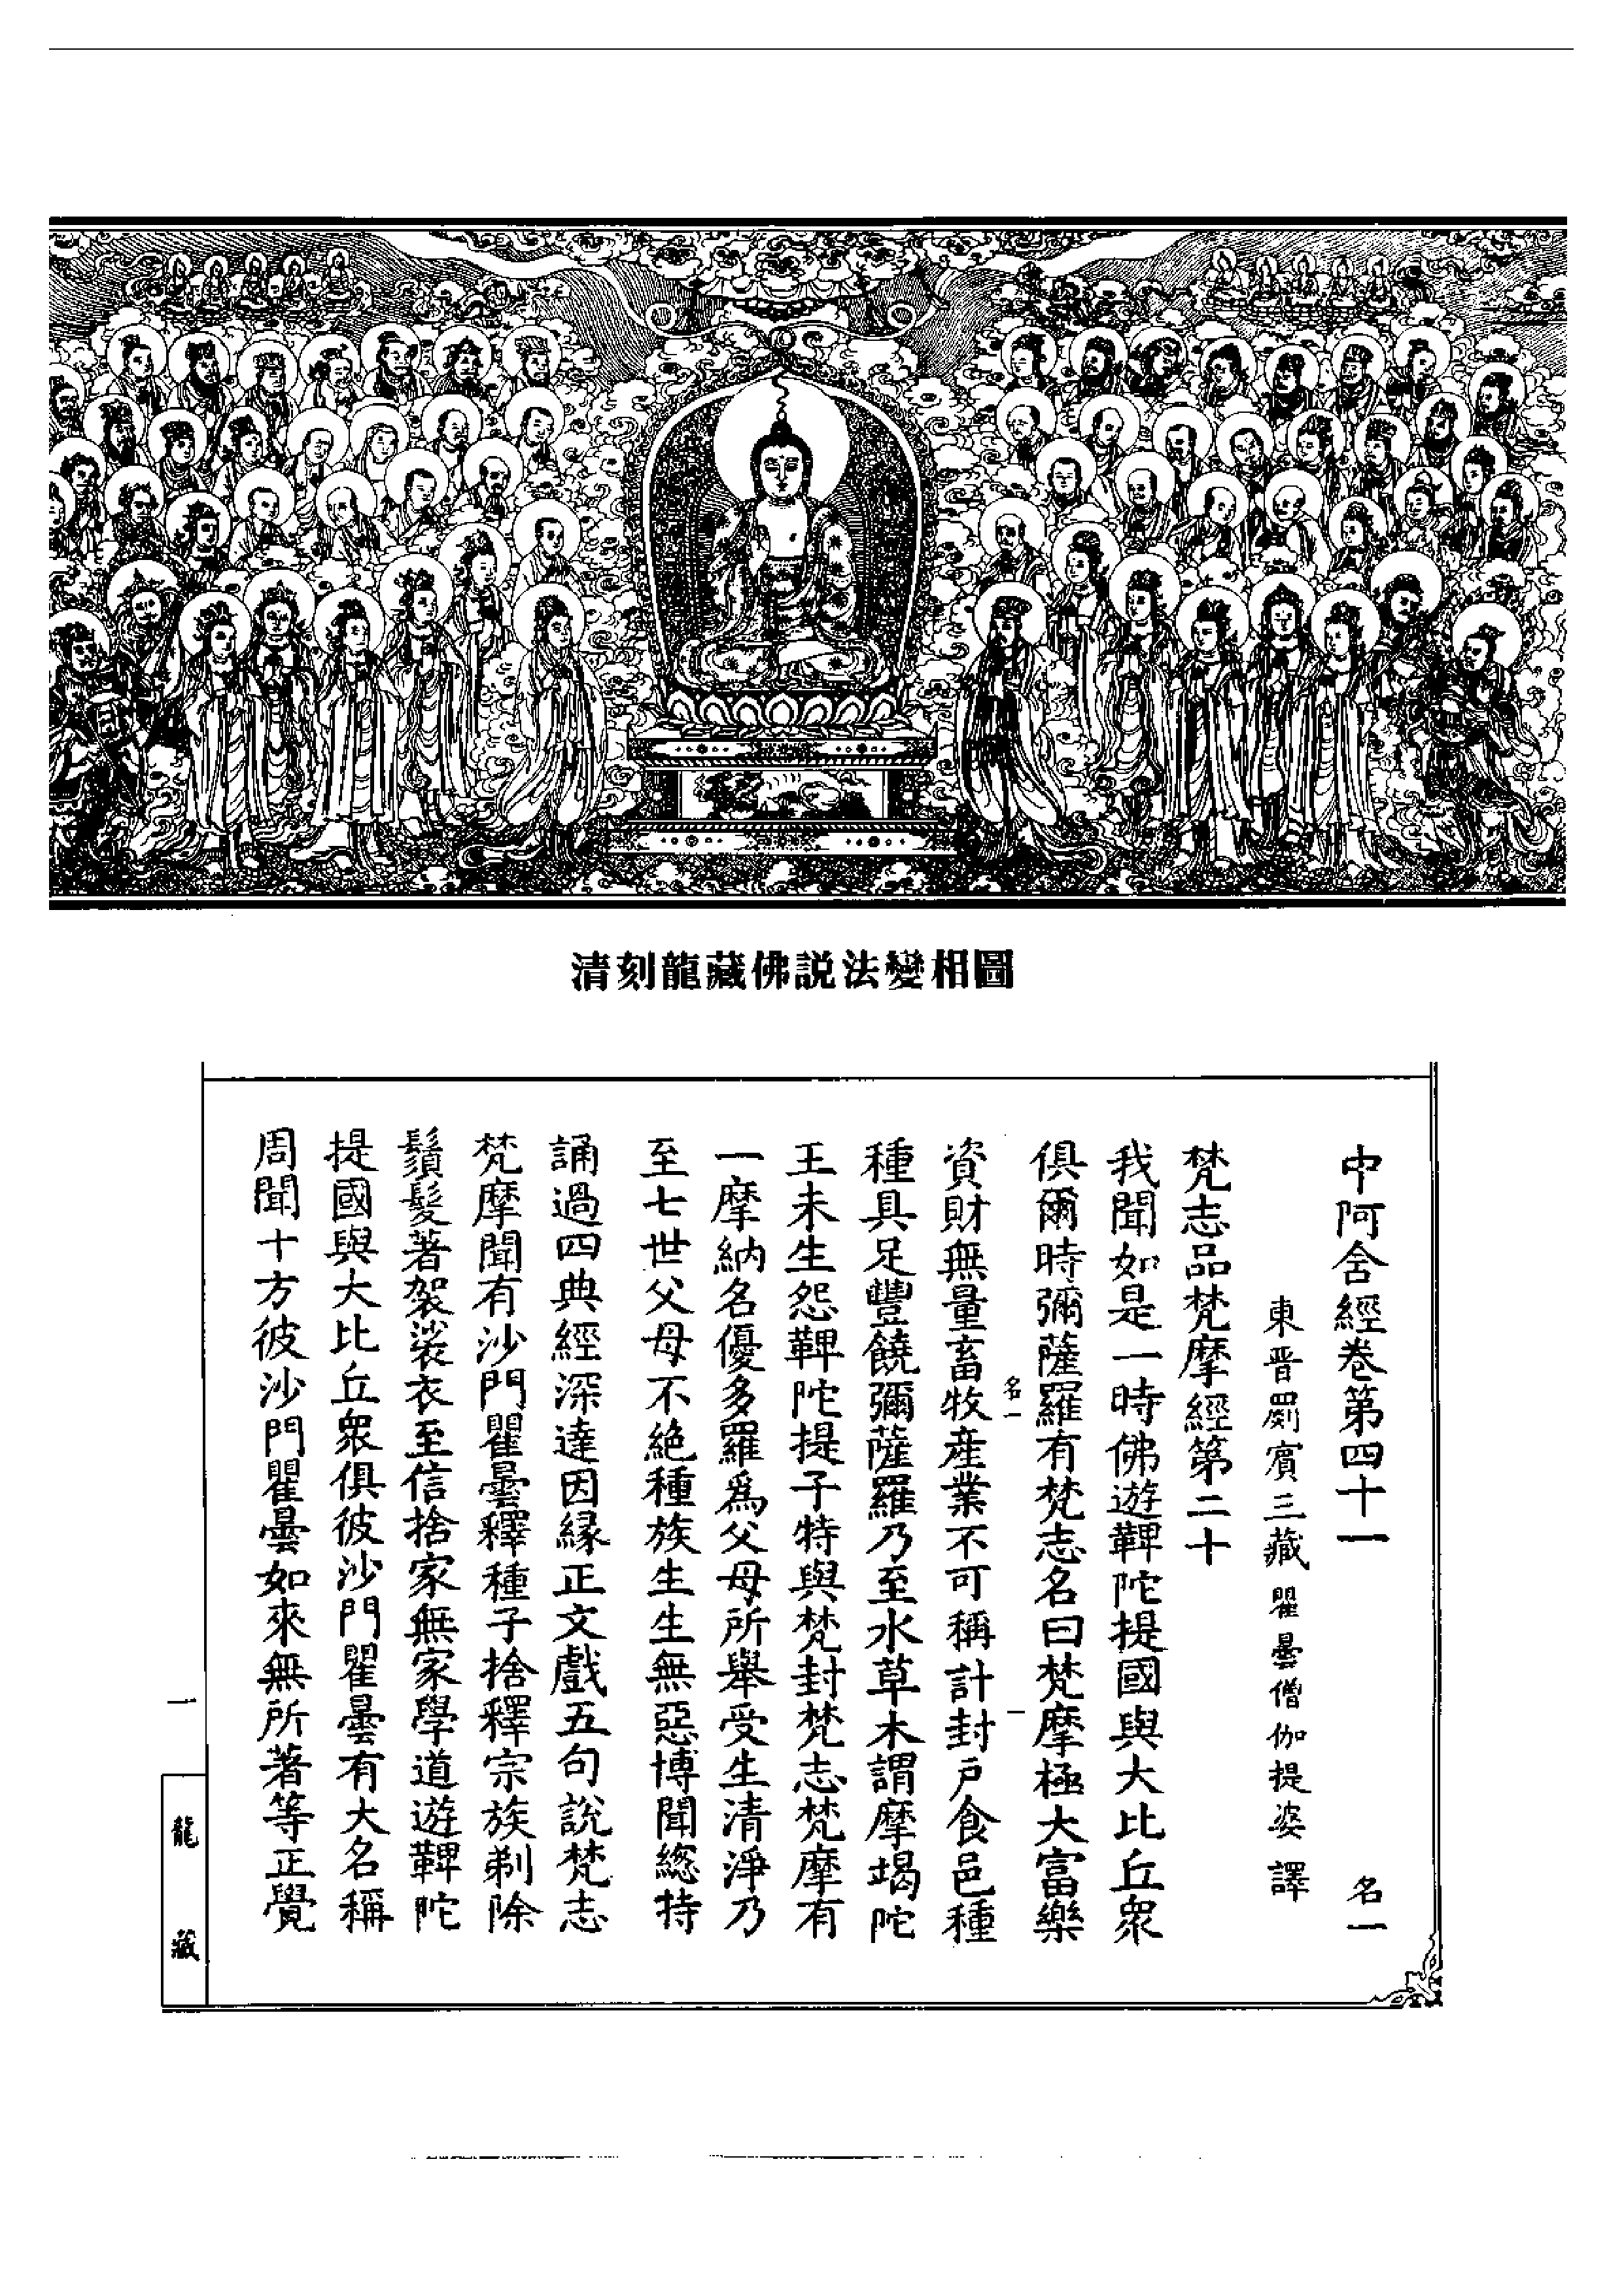 清刻龍藏佛説法變相圖
中阿含經卷第四十一 名一
東晉罽賓三藏瞿曇僧伽提婆譯
梵志品梵摩經第二十
我聞如是一時佛遊鞞陀提國與大比丘衆
俱爾時彌薩羅有梵志名曰梵摩極大富樂
名一 一
資財無量畜牧産業不可稱計封戸食邑種
種具足豐饒彌薩羅乃至水草木謂摩竭陀
王未生怨鞞陀提子特與梵封梵志梵摩有
一摩納名優多羅爲父母所舉受生清淨乃
至七世父母不絶種族生生無惡博聞總持
誦過四典經深達因緣正文戲五句說梵志
梵摩聞有沙門瞿曇釋種子捨釋宗族剃除
鬚髮著袈裟衣至信捨家無家學道遊鞞陀
提國與大比丘衆俱彼沙門瞿曇有大名稱
周聞十方彼沙門瞿曇如來無所著等正覺
一
龍藏